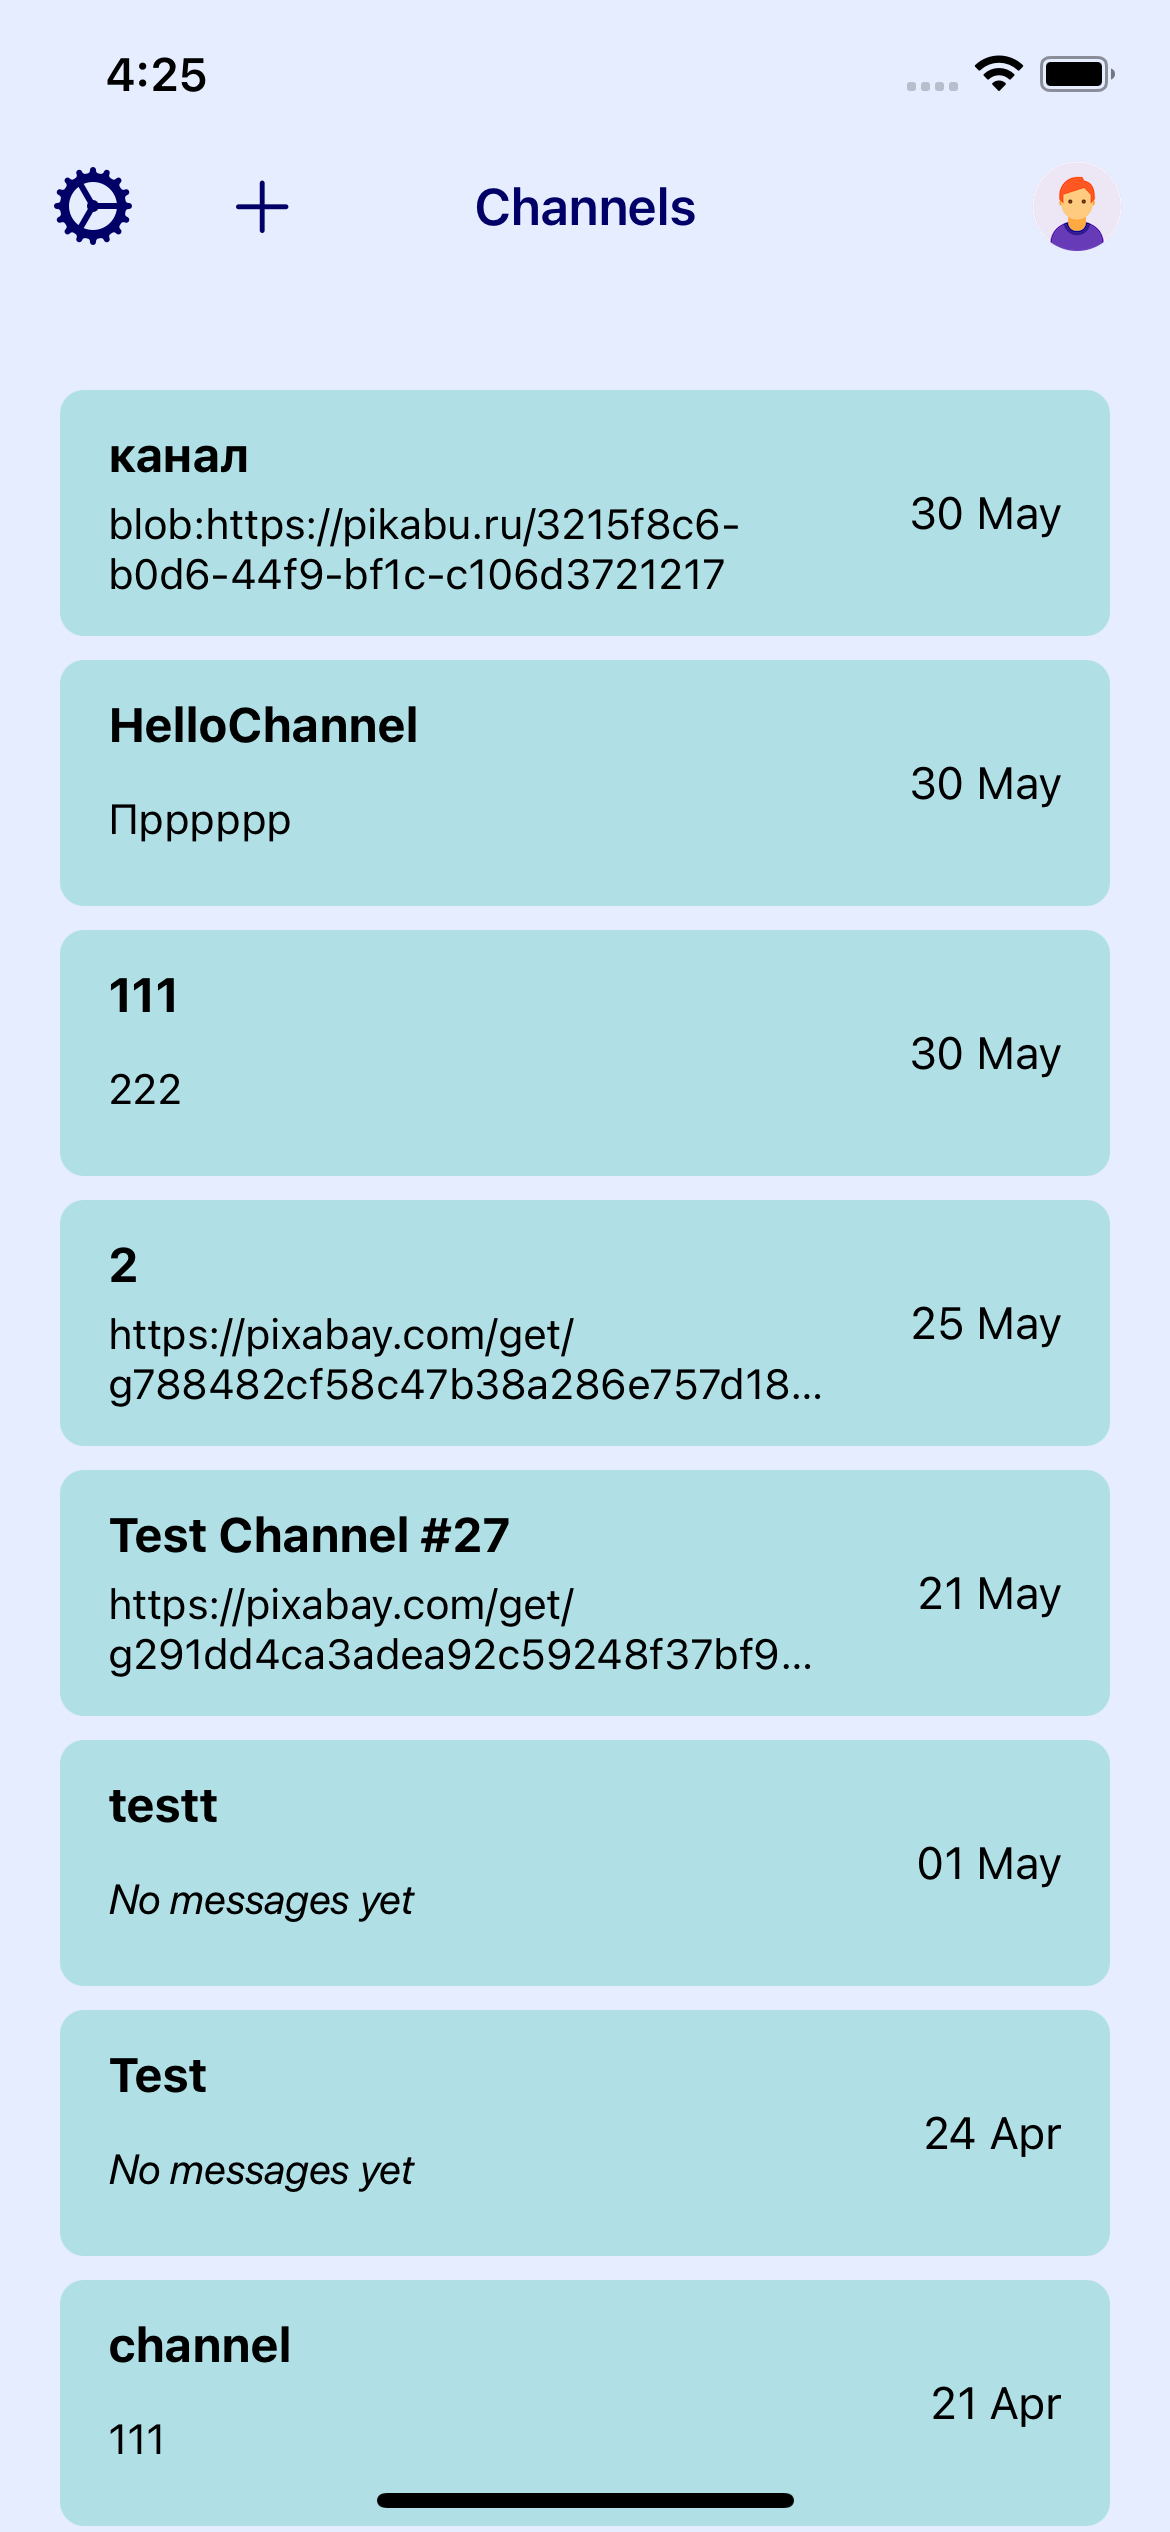 4:25
Channels
канал
blob:https://pikabu.ru/3215f8c6-
b0d6-44f9-bf1c-c106d3721217
30 May
HelloChannel
Прррррр
30 May
111
222
30 May
2
https://pixabay.com/get/
g788482cf58c47b38a286e757d18...
25 May
Test Channel #27
https://pixabay.com/get/
g291dd4ca3adea92c59248f37bf9...
21 May
testt
No messages yet
01 May
Test
No messages yet
24 Apr
channel
111
21 Apr